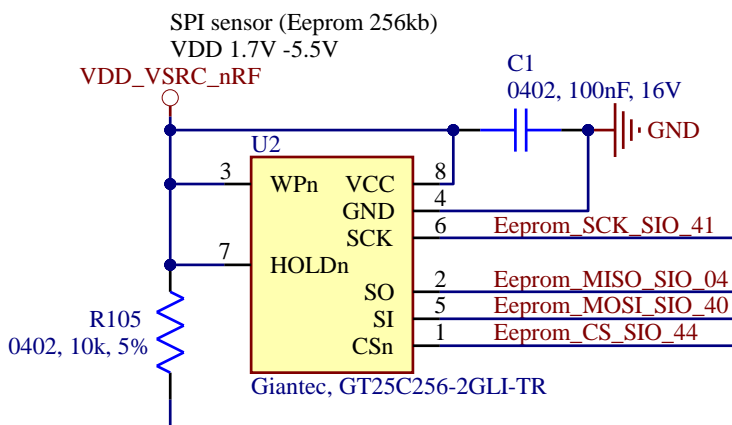 SPI sensor (Eeprom 256kb)
VDD 1.7V -5.5V
VDD_VSRC_nRF
C1
0402, 100nF, 16V
GND
U2
3
WPn
VCC
8
GND
4
SCK
6
Eeprom_SCK_SIO_41
7
HOLDn
SO
2
Eeprom_MISO_SIO_04
SI
5
Eeprom_MOSI_SIO_40
CSn
1
Eeprom_CS_SIO_44
R105
0402, 10k, 5%
Giantec, GT25C256-2GLI-TR